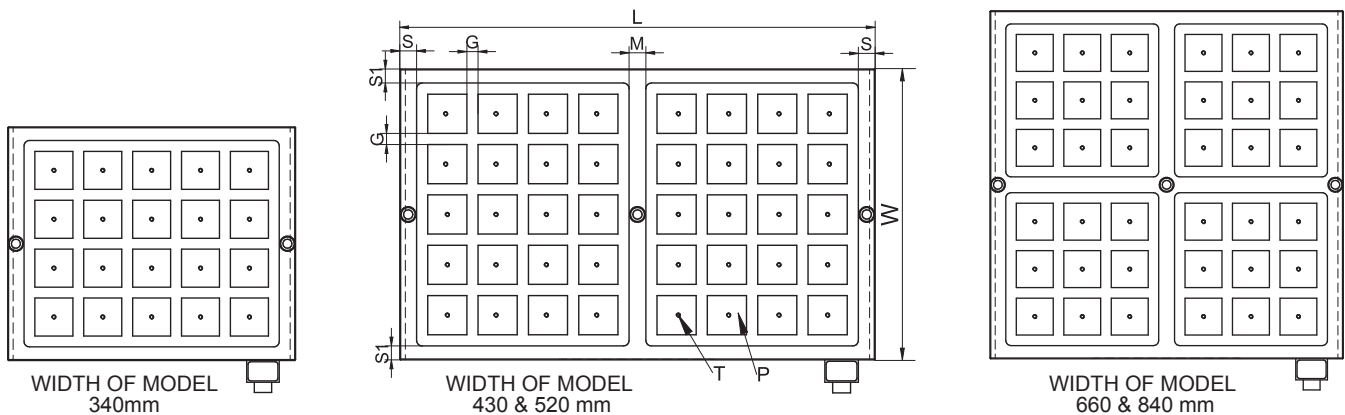 L
S
G
M
S
S1
G
W
S1
T
P
WIDTH OF MODEL
340mm
WIDTH OF MODEL
430 & 520 mm
WIDTH OF MODEL
660 & 840 mm